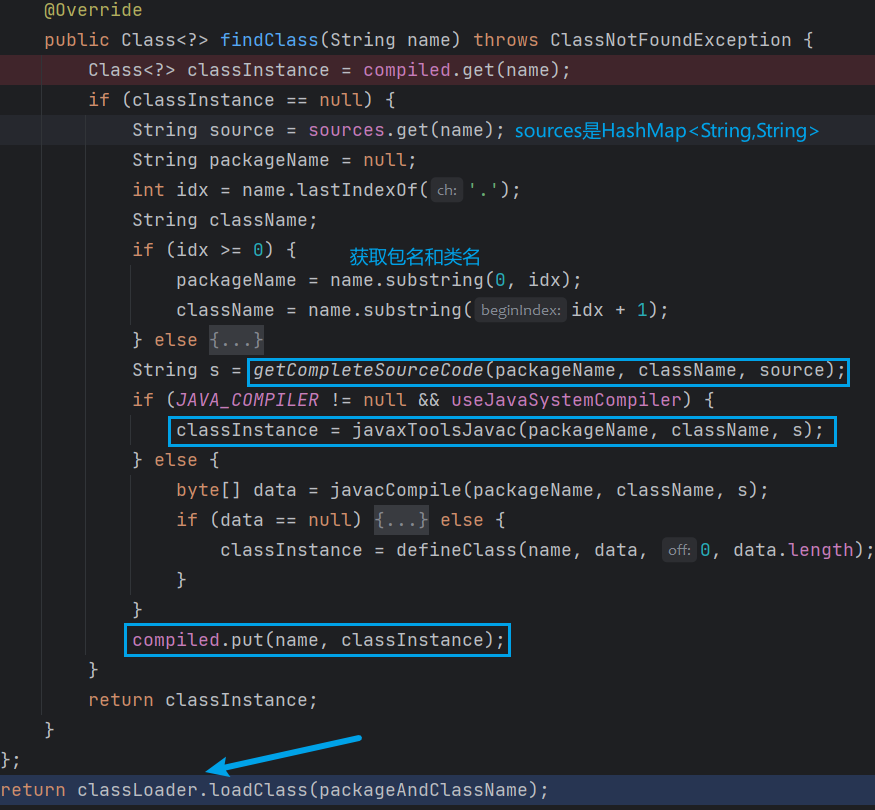 @Override
public Class<?> findClass(String name) throws ClassNotFoundException {
Class<?> classInstance = compiled.get(name);
if (classInstance == null) {
String source = sources.get(name); sources是HashMap<String,String>
String packageName = null;
int idx = name.lastIndexOf( ch: '.');
String className;
if (idx >= 0) {
获取包名和类名
packageName = name.substring(0, idx);
className = name.substring( beginIndex: idx + 1);
} else {...}
String s = getCompleteSourceCode(packageName, className, source);
if (JAVA_COMPILER != null && useJavaSystemCompiler) {
classInstance = javaxToolsJavac(packageName, className, s);
} else {
byte[] data = javacCompile(packageName, className, s);
if (data == null) {...} else {
classInstance = defineClass(name, data, off: 0, data.length);
}
}
compiled.put(name, classInstance);
}
return classInstance;
}
};
return classLoader.loadClass(packageAndClassName);